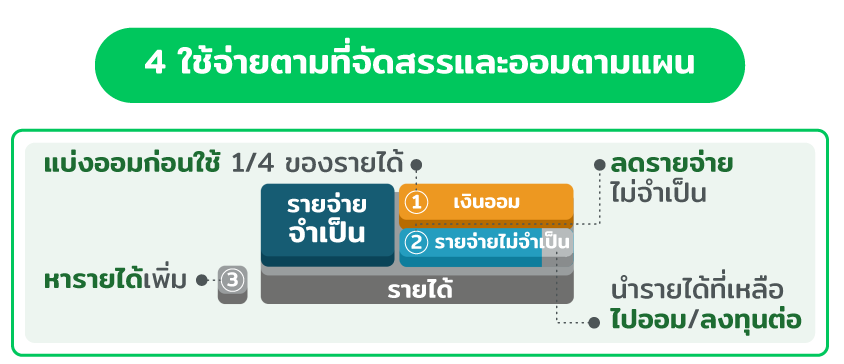 4 ใช้จ่ายตามที่จัดสรรและออมตามแผน
แบ่งออมก่อนใช้ 1/4 ของรายได้
ลดรายจ่าย
ไม่จำเป็น
รายจ่าย
จำเป็น
1 เงินออม
2 รายจ่ายไม่จำเป็น
หารายได้เพิ่ม
3
รายได้
นำรายได้ที่เหลือ
ไปออม/ลงทุนต่อ